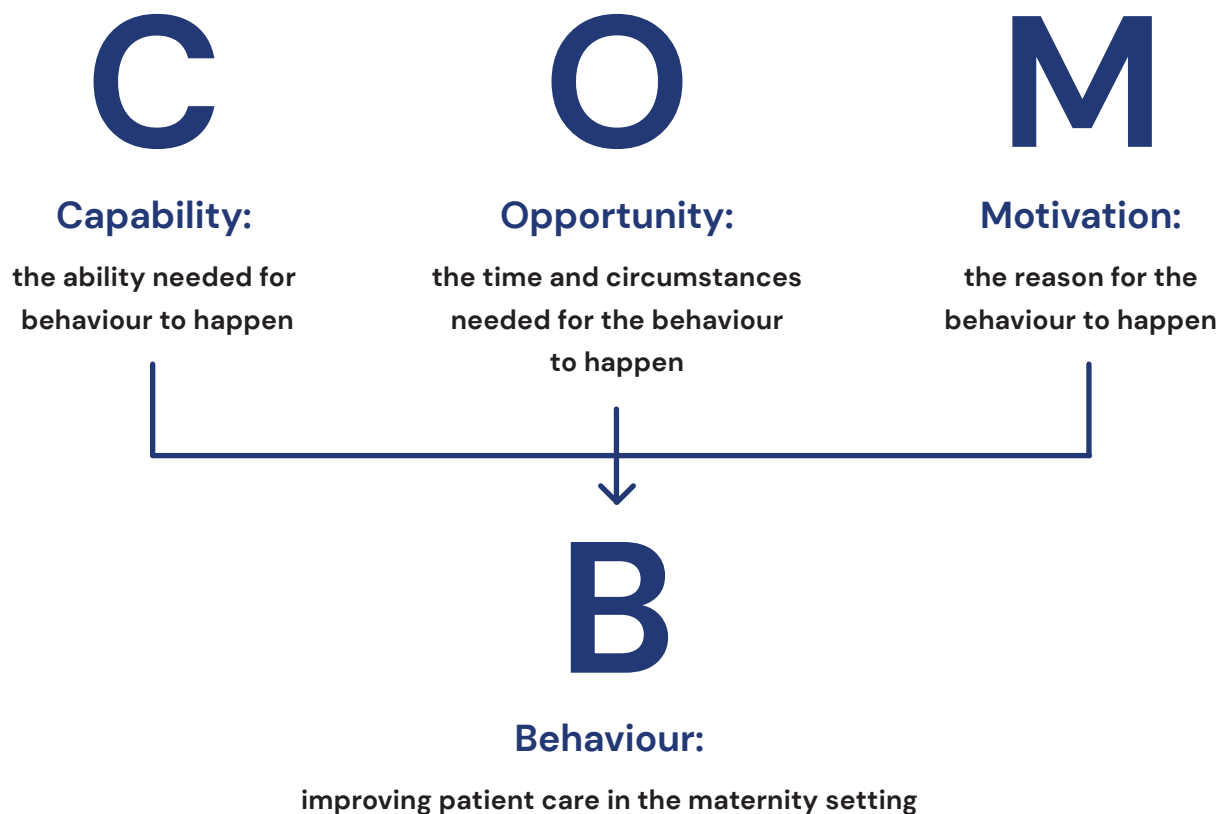 C
Capability:
the ability needed for
behaviour to happen
O
Opportunity:
the time and circumstances
needed for the behaviour
to happen
M
Motivation:
the reason for the
behaviour to happen
B
Behaviour:
improving patient care in the maternity setting